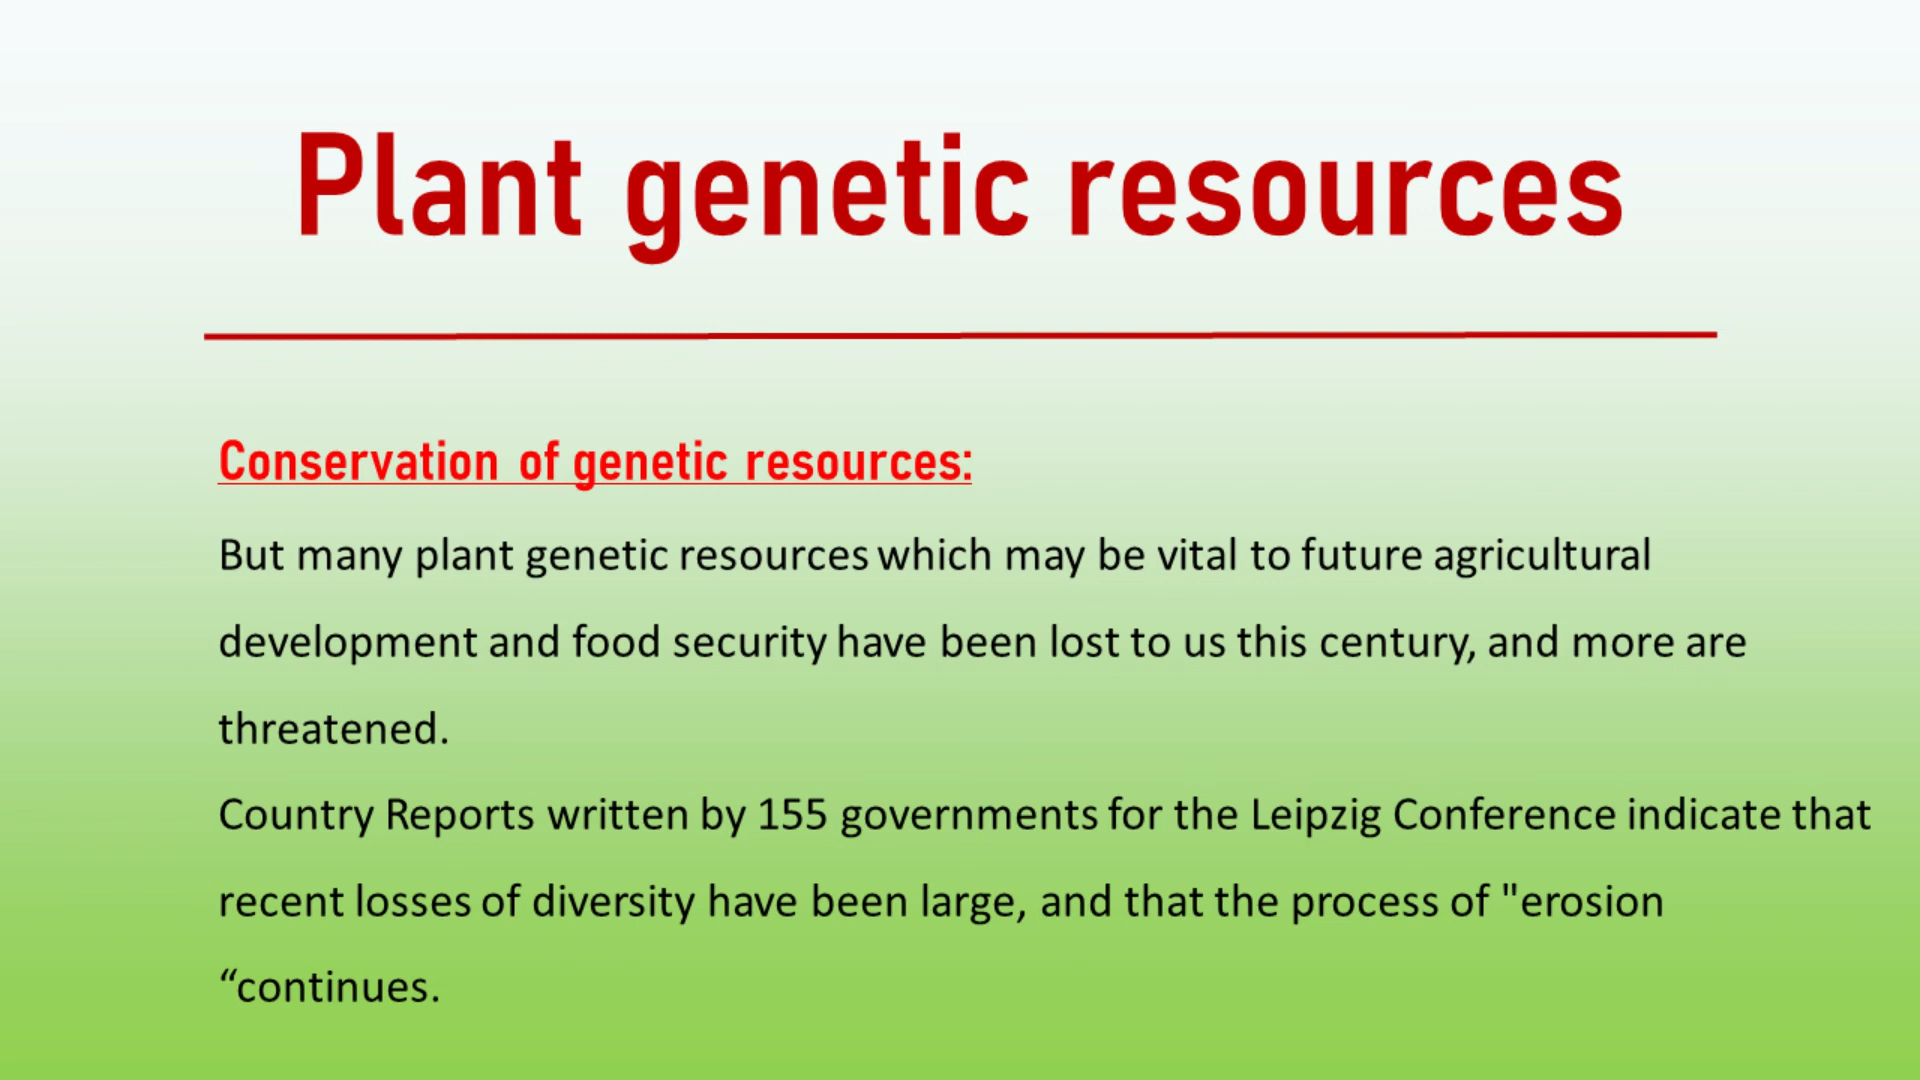 Plant genetic resources
Conservation of genetic resources:
But many plant genetic resources which may be vital to future agricultural
development and food security have been lost to us this century, and more are
threatened.
Country Reports written by 155 governments for the Leipzig Conference indicate that
recent losses of diversity have been large, and that the process of "erosion
“continues.